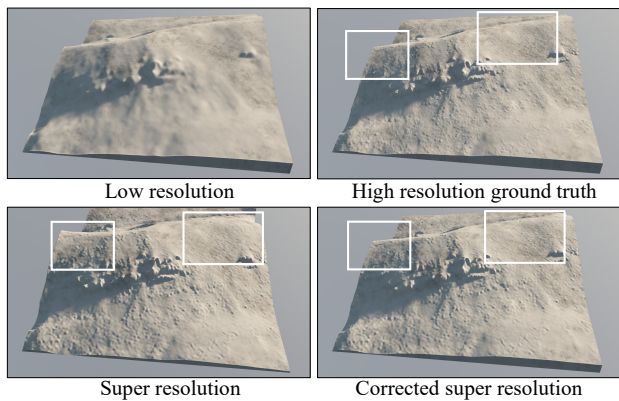 Low resolution
High resolution ground truth
Super resolution
Corrected super resolution